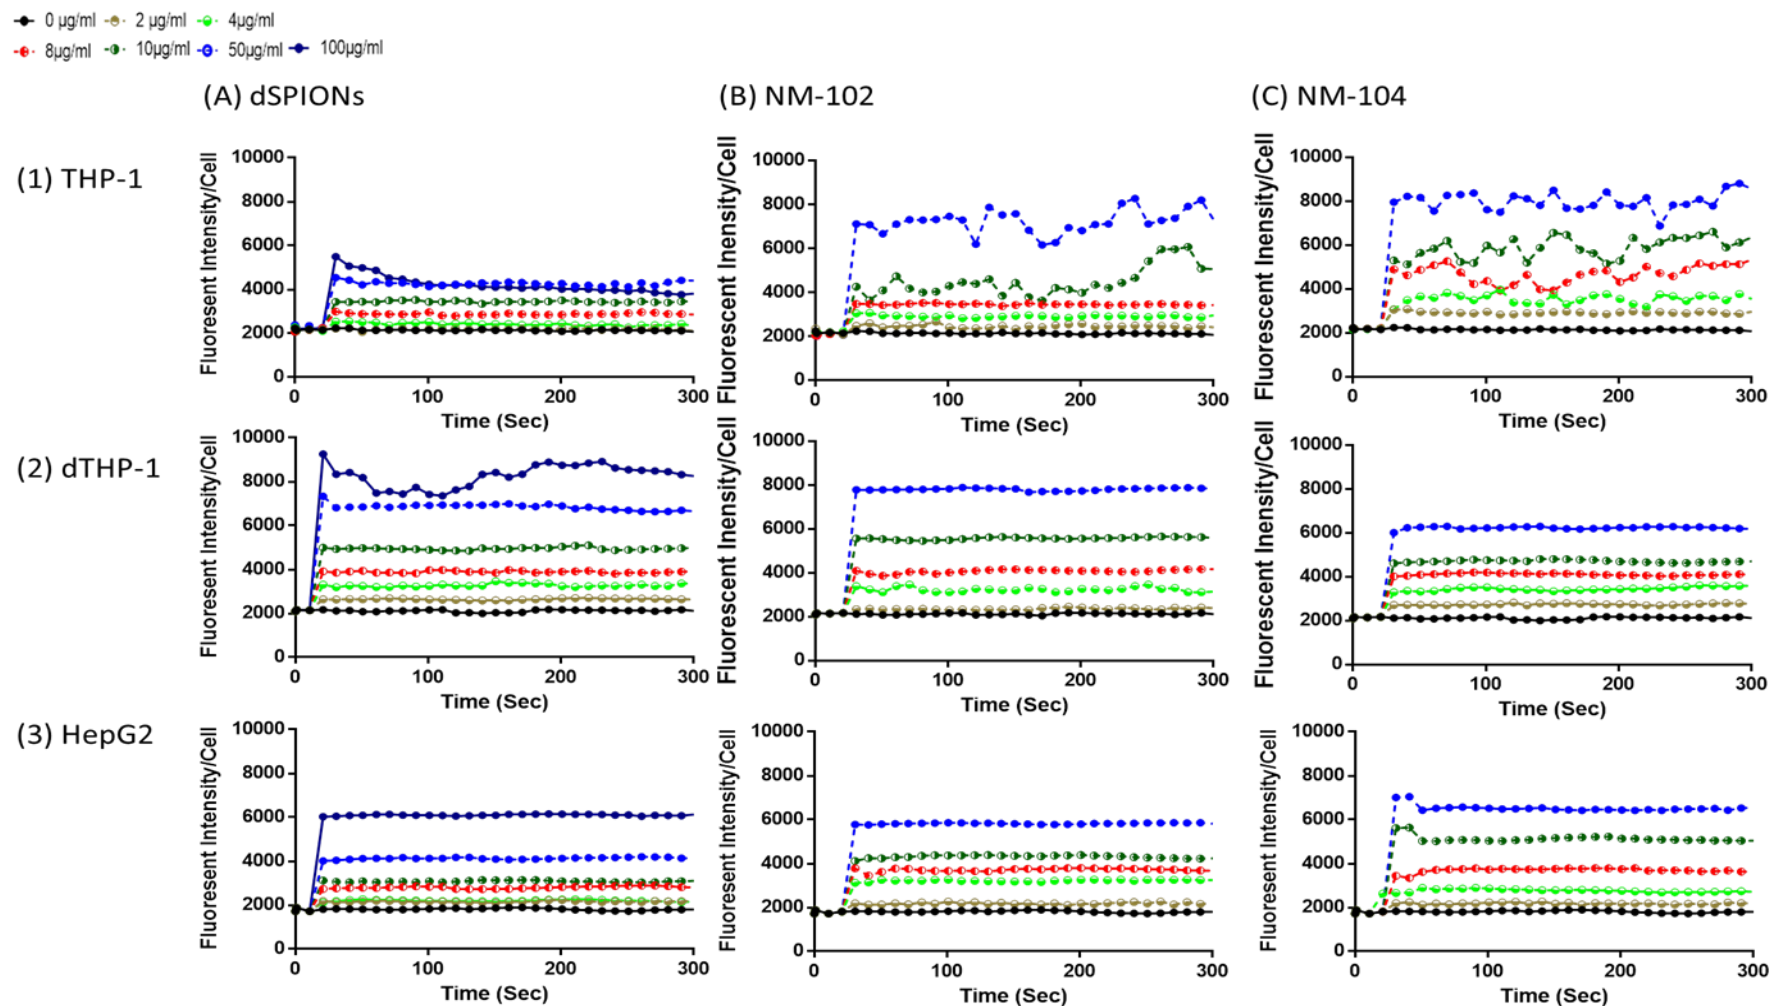 0 µg/ml 2 µg/ml 4µg/ml
8µg/ml 10µg/ml 50µg/ml 100µg/ml
(A) dSPIONs (B) NM-102 (C) NM-104
(1) THP-1
Fluorescent Intensity/Cell
10000
8000
6000
4000
2000
0
0 100 200 300
Time (Sec)
Fluorescent Inensity/Cell
10000
8000
6000
4000
2000
0
0 100 200 300
Time (Sec)
Fluorescent Inensity/Cell
10000
8000
6000
4000
2000
0
0 100 200 300
Time (Sec)
(2) dTHP-1
Fluorescent Intensity/Cell
10000
8000
6000
4000
2000
0
0 100 200 300
Time (Sec)
Fluorescent Inensity/Cell
10000
8000
6000
4000
2000
0
0 100 200 300
Time (Sec)
Fluorescent Inensity/Cell
10000
8000
6000
4000
2000
0
0 100 200 300
Time (Sec)
(3) HepG2
Fluoresent Intensity/Cell
10000
8000
6000
4000
2000
0
0 100 200 300
Time (Sec)
Fluoresent Intensity/Cell
10000
8000
6000
4000
2000
0
0 100 200 300
Time (Sec)
Fluoresent Intensity/Cell
10000
8000
6000
4000
2000
0
0 100 200 300
Time (Sec)